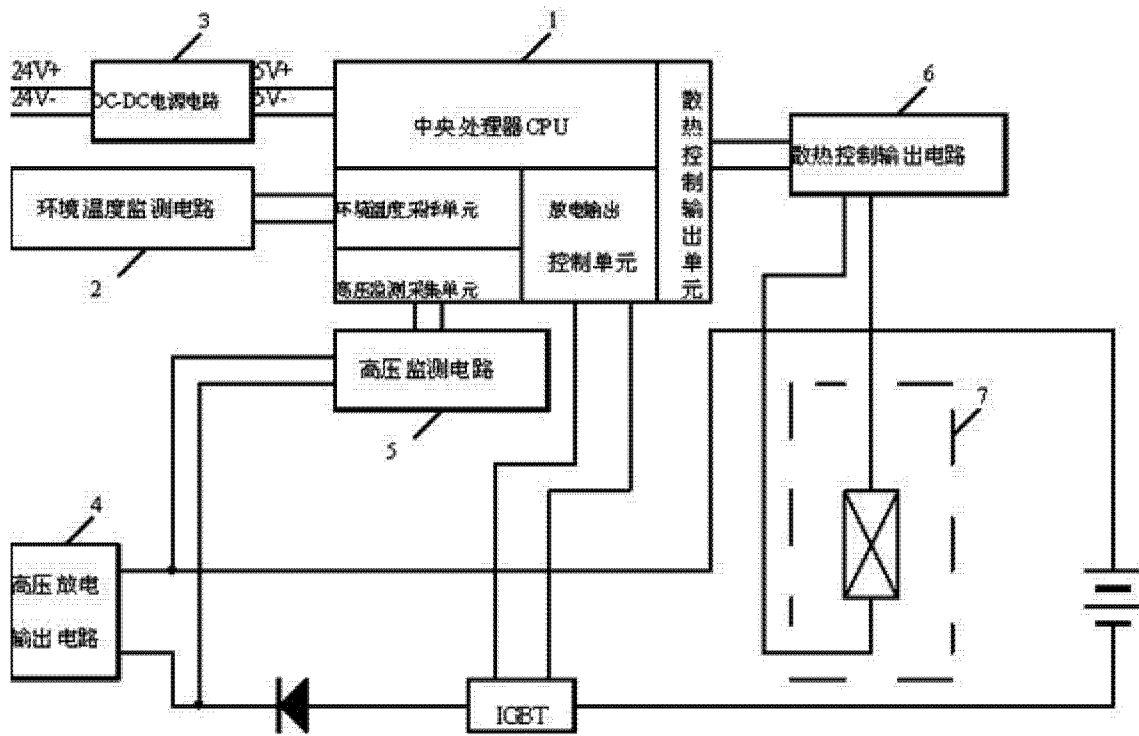 3
1
24V+
24V-
DC-DC电源电路
5V+
5V-
中央处理器CPU
散热控制输出单元
6
散热控制输出电路
环境温度监测电路
2
环境温度采样单元
放电输出
控制单元
高压监测采集单元
高压监测电路
5
7
4
高压放电
输出电路
IGBT